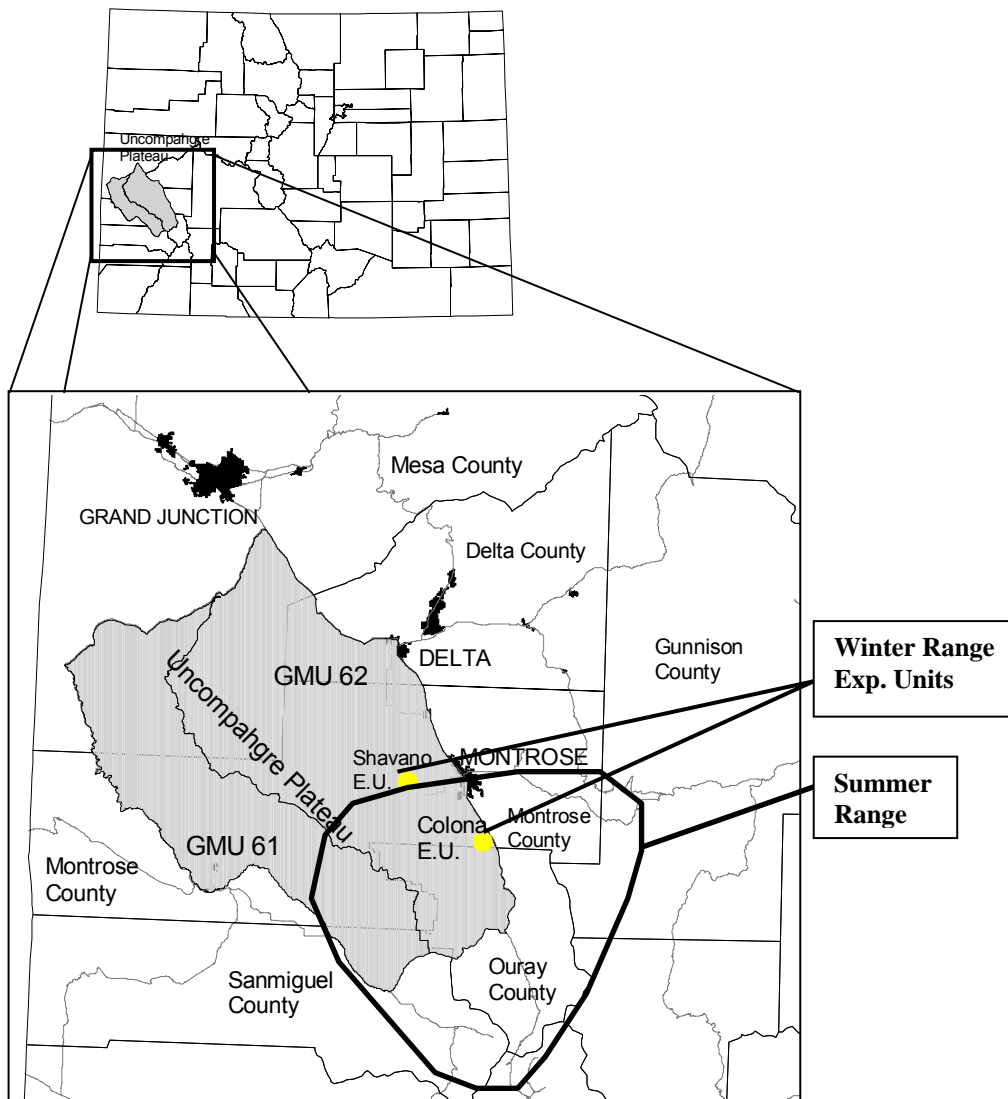 Uncompahgre
Plateau
Mesa County
GRAND JUNCTION
Delta County
DELTA
Gunnison
County
GMU 62
Uncompahgre Plateau
Winter Range
Exp. Units
Shavano
E.U.
MONTROSE
Summer
Range
Colona
E.U.
Montrose
County
GMU 61
Montrose
County
Sanmiguel
County
Ouray
County